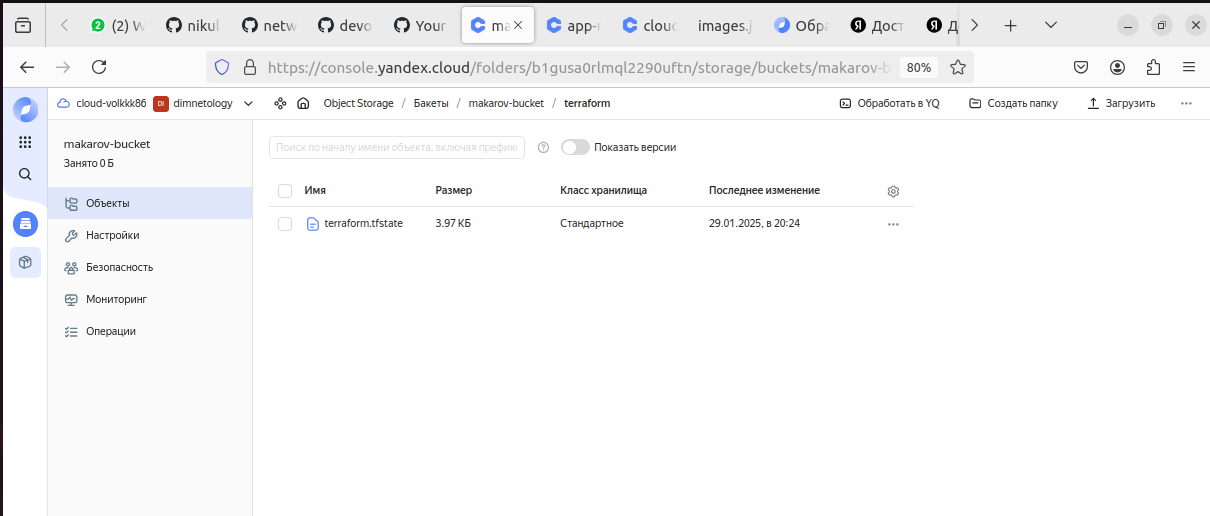 2 (2) W nikul netw devo Your ma app-r cloud images.j Обра Я Дост Я Д
https://console.yandex.cloud/folders/b1gusa0rlmql2290uftn/storage/buckets/makarov-b 80%
cloud-volkkk86 DI dimnetology Object Storage / Бакеты / makarov-bucket / terraform Обработать в YQ Создать папку Загрузить
makarov-bucket
Занято 0 Б
Объекты
Настройки
Безопасность
Мониторинг
Операции
Поиск по началу имени объекта, включая префикс Показать версии
Имя Размер Класс хранилища Последнее изменение
terraform.tfstate 3.97 КБ Стандартное 29.01.2025, в 20:24